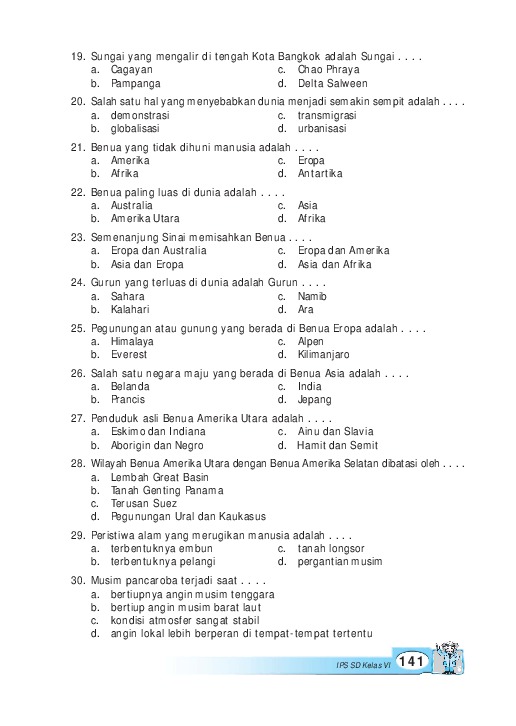 19. Sungai yang mengalir di tengah Kota Bangkok adalah Sungai . . . .
a. Cagayan c. Chao Phraya
b. Pampanga d. Delta Salween
20. Salah satu hal yang menyebabkan dunia menjadi semakin sempit adalah . . . .
a. demonstrasi c. transmigrasi
b. globalisasi d. urbanisasi
21. Benua yang tidak dihuni manusia adalah . . . .
a. Amerika c. Eropa
b. Afrika d. Antartika
22. Benua paling luas di dunia adalah . . . .
a. Australia c. Asia
b. Amerika Utara d. Afrika
23. Semenanjung Sinai memisahkan Benua . . . .
a. Eropa dan Australia c. Eropa dan Amerika
b. Asia dan Eropa d. Asia dan Afrika
24. Gurun yang terluas di dunia adalah Gurun . . . .
a. Sahara c. Namib
b. Kalahari d. Ara
25. Pegunungan atau gunung yang berada di Benua Eropa adalah . . . .
a. Himalaya c. Alpen
b. Everest d. Kilimanjaro
26. Salah satu negara maju yang berada di Benua Asia adalah . . . .
a. Belanda c. India
b. Prancis d. Jepang
27. Penduduk asli Benua Amerika Utara adalah . . . .
a. Eskimo dan Indiana c. Ainu dan Slavia
b. Aborigin dan Negro d. Hamit dan Semit
28. Wilayah Benua Amerika Utara dengan Benua Amerika Selatan dibatasi oleh . . . .
a. Lembah Great Basin
b. Tanah Genting Panama
c. Terusan Suez
d. Pegunungan Ural dan Kaukasus
29. Peristiwa alam yang merugikan manusia adalah . . . .
a. terbentuknya embun c. tanah longsor
b. terbentuknya pelangi d. pergantian musim
30. Musim pancaroba terjadi saat . . . .
a. bertiupnya angin musim tenggara
b. bertiup angin musim barat laut
c. kondisi atmosfer sangat stabil
d. angin lokal lebih berperan di tempat-tempat tertentu
IPS SD Kelas VI 141